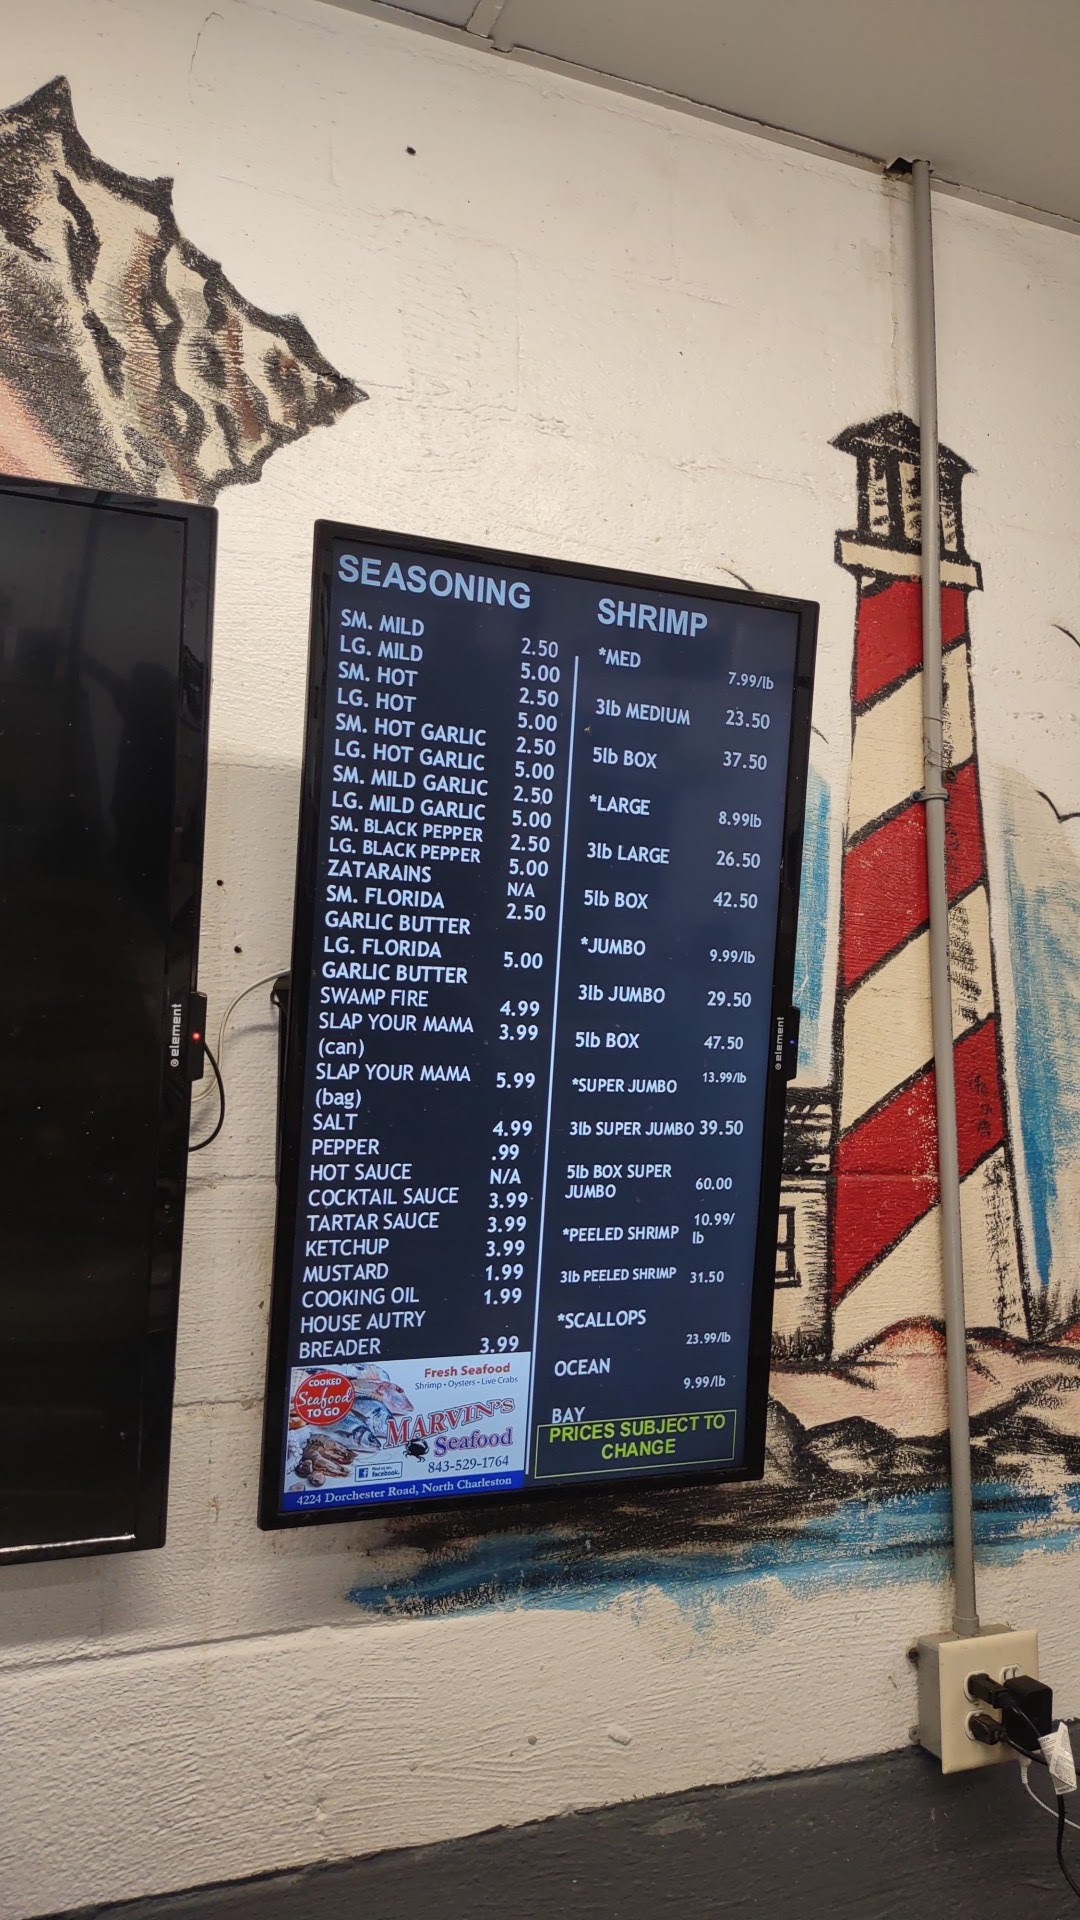 SEASONING
SM. MILD 2.50
LG. MILD 5.00
SM. HOT 2.50
LG. HOT 5.00
SM. HOT GARLIC 2.50
LG. HOT GARLIC 5.00
SM. MILD GARLIC 2.50
LG. MILD GARLIC 5.00
SM. BLACK PEPPER 2.50
LG. BLACK PEPPER 5.00
ZATARAINS N/A
SM. FLORIDA 2.50
GARLIC BUTTER
LG. FLORIDA 5.00
GARLIC BUTTER
SWAMP FIRE 4.99
SLAP YOUR MAMA 3.99
(can)
SLAP YOUR MAMA 5.99
(bag)
SALT 4.99
PEPPER .99
HOT SAUCE N/A
COCKTAIL SAUCE 3.99
TARTAR SAUCE 3.99
KETCHUP 3.99
MUSTARD 1.99
COOKING OIL 1.99
HOUSE AUTRY
BREADER 3.99
COOKED
Seafood
TO GO
Fresh Seafood
Shrimp • Oysters • Live Crabs
MARVIN'S
Seafood
Find us on
facebook.
843-529-1764
4224 Dorchester Road, North Charleston
SHRIMP
*MED 7.99/lb
3lb MEDIUM 23.50
5lb BOX 37.50
*LARGE 8.99lb
3lb LARGE 26.50
5lb BOX 42.50
*JUMBO 9.99/lb
3lb JUMBO 29.50
5lb BOX 47.50
*SUPER JUMBO 13.99/lb
3lb SUPER JUMBO 39.50
5lb BOX SUPER
JUMBO 60.00
*PEELED SHRIMP 10.99/
lb
3lb PEELED SHRIMP 31.50
*SCALLOPS
23.99/lb
OCEAN
9.99/lb
BAY
PRICES SUBJECT TO
CHANGE
element
element